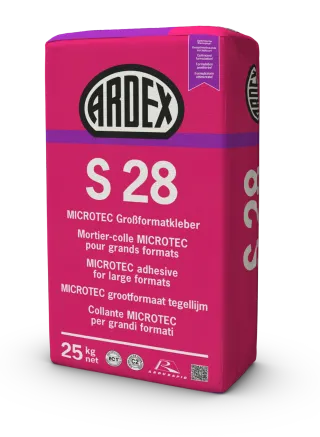 ARDEX
S 28
MICROTEC Großformatkleber
Mortier-colle MICROTEC
pour grands formats
MICROTEC adhesive
for large formats
MICROTEC grootformaat tegellijm
Collante MICROTEC
per grandi formati
25 kg
net
S 28